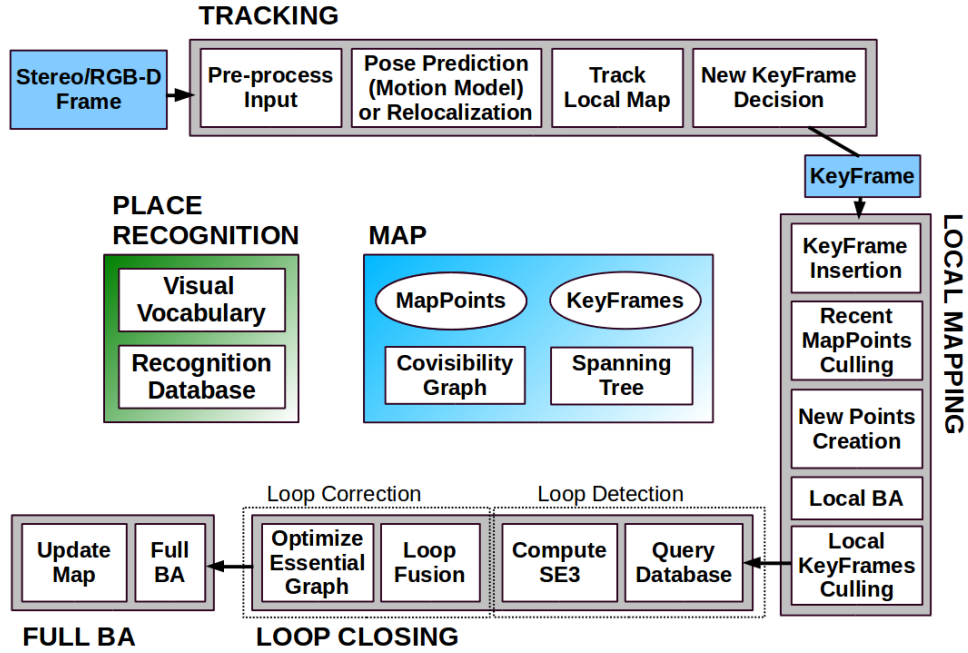 TRACKING
Stereo/RGB-D
Frame
Pre-process
Input
Pose Prediction
(Motion Model)
or Relocalization
Track
Local Map
New KeyFrame
Decision
KeyFrame
LOCAL MAPPING
KeyFrame
Insertion
Recent
MapPoints
Culling
New Points
Creation
Local BA
Local
KeyFrames
Culling
PLACE
RECOGNITION
Visual
Vocabulary
Recognition
Database
MAP
MapPoints
KeyFrames
Covisibility
Graph
Spanning
Tree
Loop Correction
Loop Detection
Update
Map
Full
BA
Optimize
Essential
Graph
Loop
Fusion
Compute
SE3
Query
Database
FULL BA
LOOP CLOSING